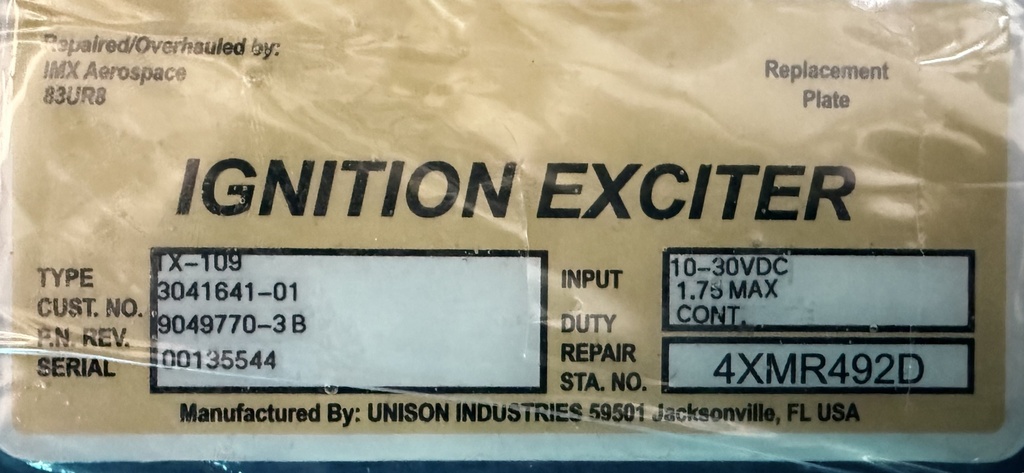 Repaired/Overhauled by:
IMX Aerospace
83UR8
Replacement
Plate
IGNITION EXCITER
TYPE TX-109
CUST. NO. 3041641-01
P.N. REV. 9049770-3 B
SERIAL 00135544
INPUT 10-30VDC
1.75 MAX
DUTY CONT.
REPAIR
STA. NO. 4XMR492D
Manufactured By: UNISON INDUSTRIES 59501 Jacksonville, FL USA